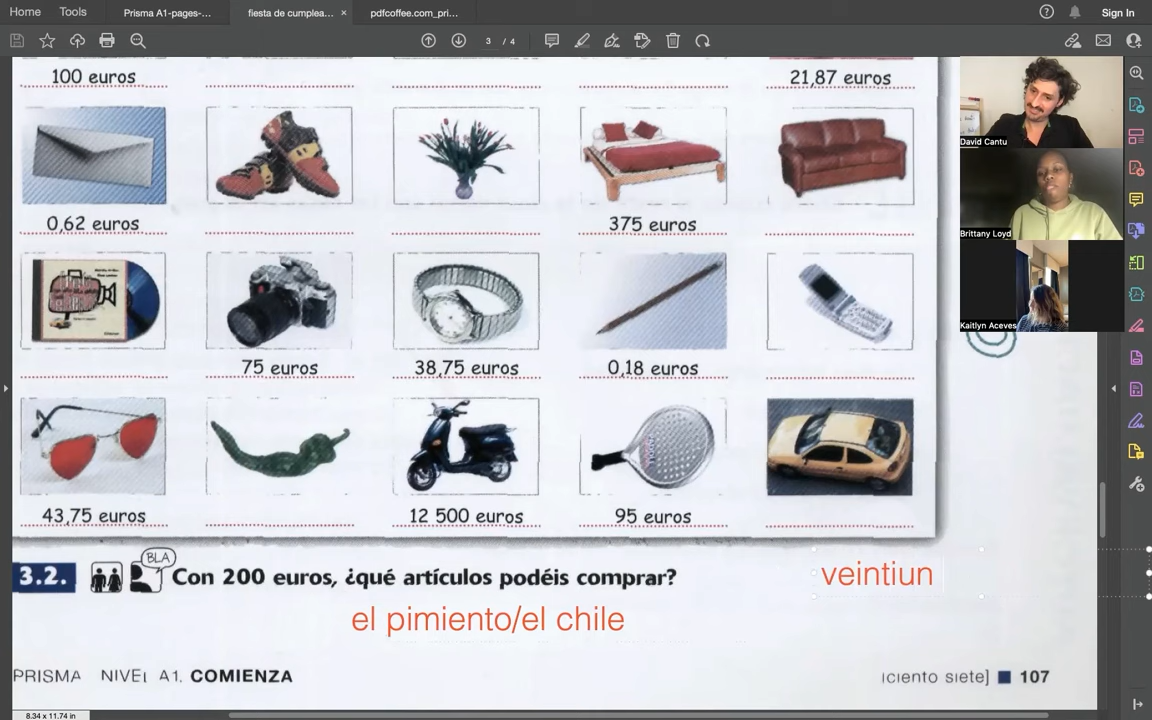 Home Tools Prisma A1-pages-... fiesta de cumplea... × pdfcoffee.com_pri... Sign In
3 / 4
100 euros 21,87 euros
David Cantu
0,62 euros 375 euros
Brittany Loyd
Kaitlyn Aceves
75 euros 38,75 euros 0,18 euros
43,75 euros 12 500 euros 95 euros
BLA
3.2. Con 200 euros, ¿qué artículos podéis comprar? veintiun
el pimiento/el chile
PRISMA NIVEL A1. COMIENZA [ciento siete] 107
8.34 x 11.74 in